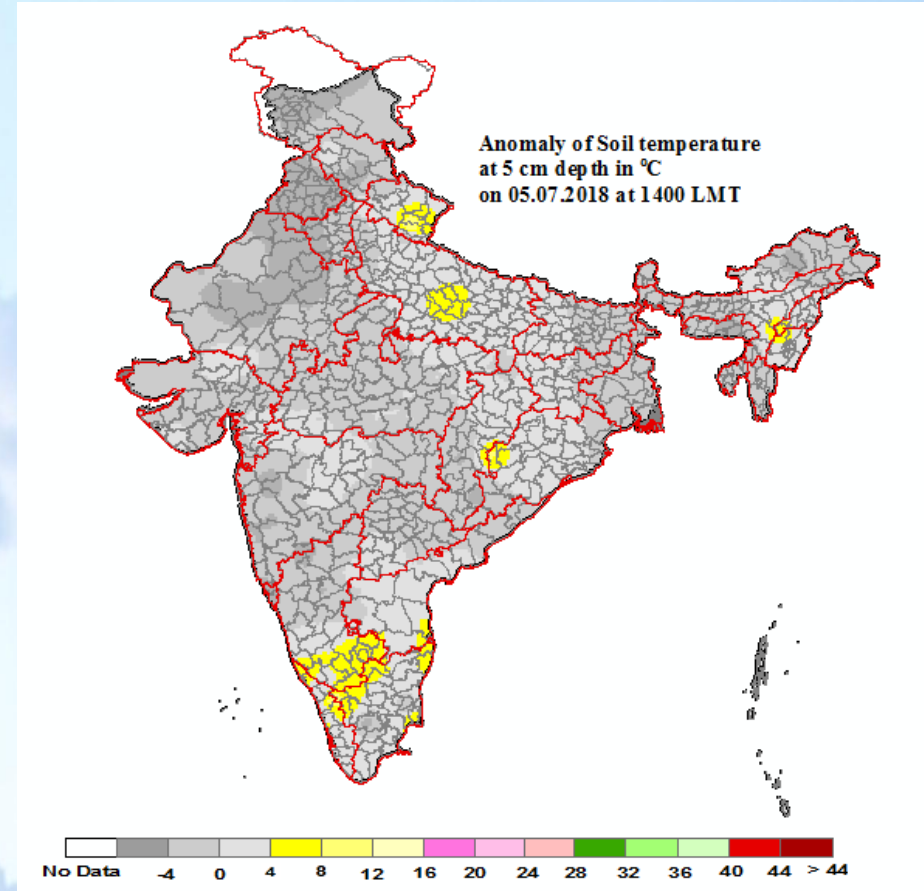 Anomaly of Soil temperature
at 5 cm depth in °C
on 05.07.2018 at 1400 LMT
No Data -4 0 4 8 12 16 20 24 28 32 36 40 44 > 44